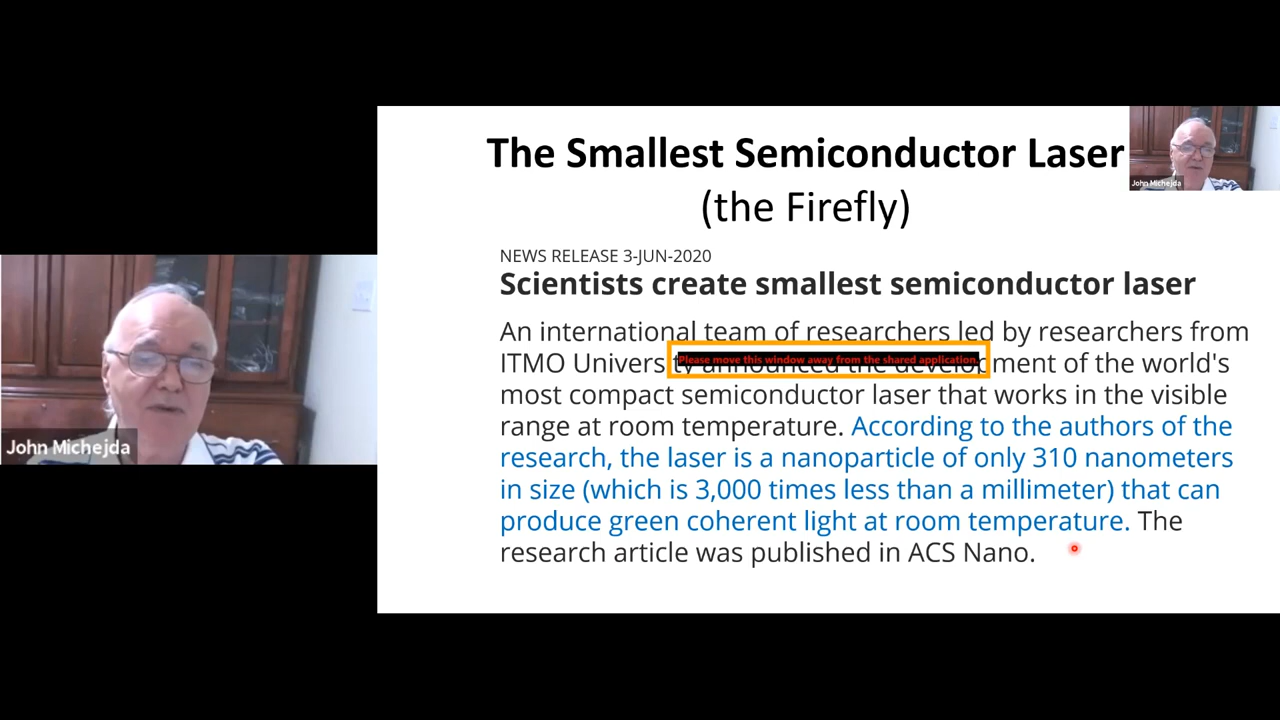 The Smallest Semiconductor Laser
(the Firefly)
John Michejda
NEWS RELEASE 3-JUN-2020
Scientists create smallest semiconductor laser
An international team of researchers led by researchers from
ITMO University announced the development of the world's
Please move this window away from the shared application.
most compact semiconductor laser that works in the visible
range at room temperature. According to the authors of the
research, the laser is a nanoparticle of only 310 nanometers
in size (which is 3,000 times less than a millimeter) that can
produce green coherent light at room temperature. The
research article was published in ACS Nano.
John Michejda